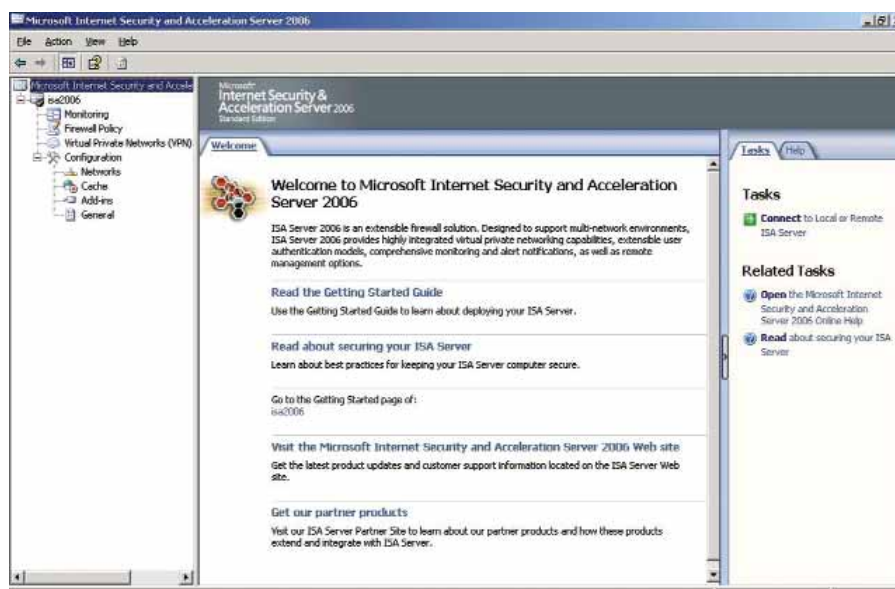 Microsoft Internet Security and Acceleration Server 2006
File Action View Help
Microsoft Internet Security and Accele
isa2006
Monitoring
Firewall Policy
Virtual Private Networks (VPN)
Configuration
Networks
Cache
Add-ins
General
Microsoft
Internet Security &
Acceleration Server 2006
Standard Edition
Welcome
Welcome to Microsoft Internet Security and Acceleration
Server 2006
ISA Server 2006 is an extensible firewall solution. Designed to support multi-network environments,
ISA Server 2006 provides highly integrated virtual private networking capabilities, extensible user
authentication models, comprehensive monitoring and alert notifications, as well as remote
management options.
Read the Getting Started Guide
Use the Getting Started Guide to learn about deploying your ISA Server.
Read about securing your ISA Server
Learn about best practices for keeping your ISA Server computer secure.
Go to the Getting Started page of:
isa2006
Visit the Microsoft Internet Security and Acceleration Server 2006 Web site
Get the latest product updates and customer support information located on the ISA Server Web
site.
Get our partner products
Visit our ISA Server Partner Site to learn about our partner products and how these products
extend and integrate with ISA Server.
Tasks Help
Tasks
Connect to Local or Remote
ISA Server
Related Tasks
Open the Microsoft Internet
Security and Acceleration
Server 2006 Online Help
Read about securing your ISA
Server